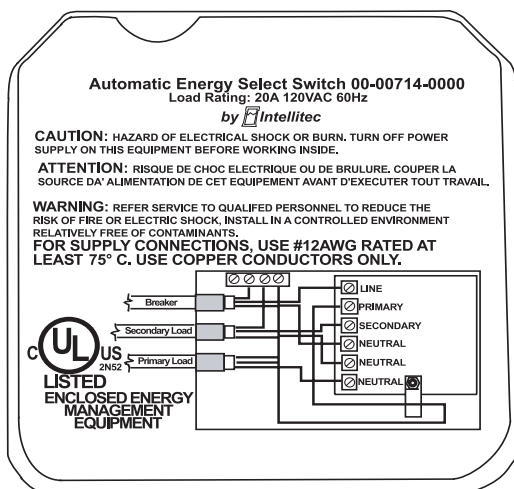 Automatic Energy Select Switch 00-00714-0000
Load Rating: 20A 120VAC 60Hz
by Intellitec
CAUTION: HAZARD OF ELECTRICAL SHOCK OR BURN. TURN OFF POWER
SUPPLY ON THIS EQUIPMENT BEFORE WORKING INSIDE.
ATTENTION: RISQUE DE CHOC ELECTRIQUE OU DE BRULURE. COUPER LA
SOURCE DA' ALIMENTATION DE CET EQUIPEMENT AVANT D'EXECUTER TOUT TRAVAIL.
WARNING: REFER SERVICE TO QUALIFED PERSONNEL TO REDUCE THE
RISK OF FIRE OR ELECTRIC SHOCK, INSTALL IN A CONTROLLED ENVIRONMENT
RELATIVELY FREE OF CONTAMINANTS.
FOR SUPPLY CONNECTIONS, USE #12AWG RATED AT
LEAST 75° C. USE COPPER CONDUCTORS ONLY.
Breaker
Secondary Load
Primary Load
LINE
PRIMARY
SECONDARY
NEUTRAL
NEUTRAL
NEUTRAL
C UL US
2N52
LISTED
ENCLOSED ENERGY
MANAGEMENT
EQUIPMENT